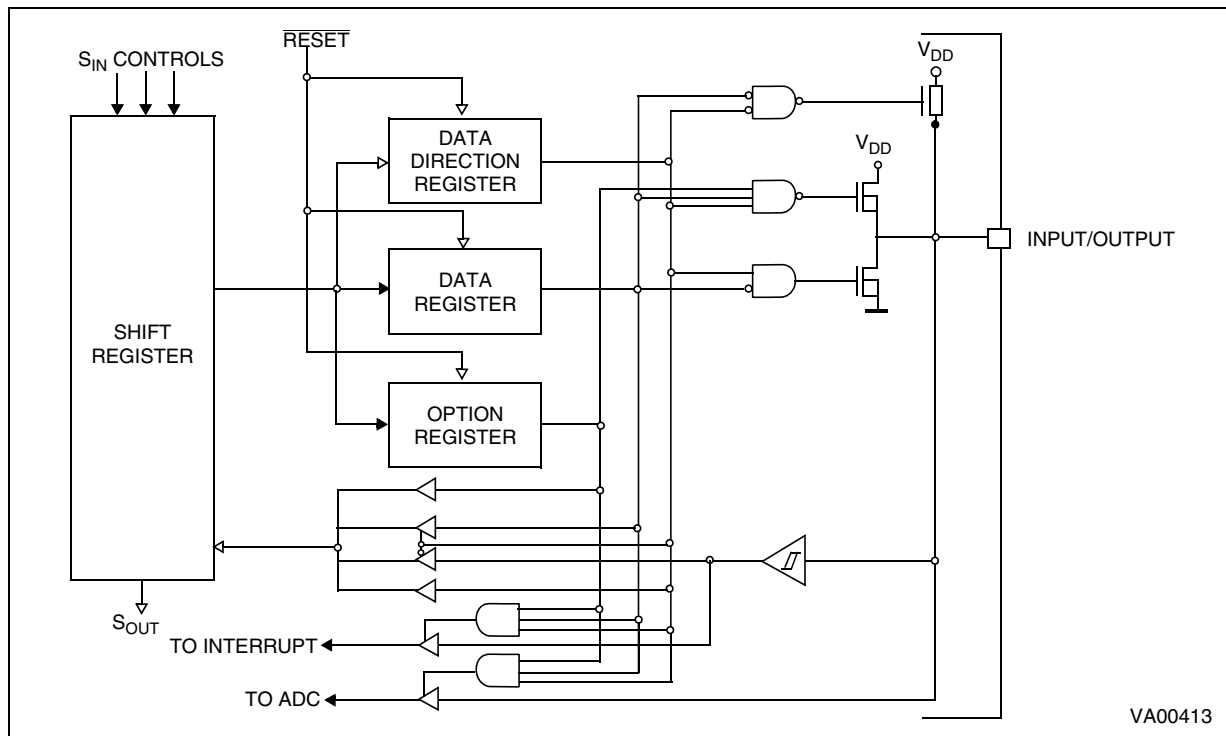 RESET
S_IN CONTROLS
V_DD
DATA
DIRECTION
REGISTER
V_DD
INPUT/OUTPUT
DATA
REGISTER
SHIFT
REGISTER
OPTION
REGISTER
S_OUT
TO INTERRUPT
TO ADC
VA00413